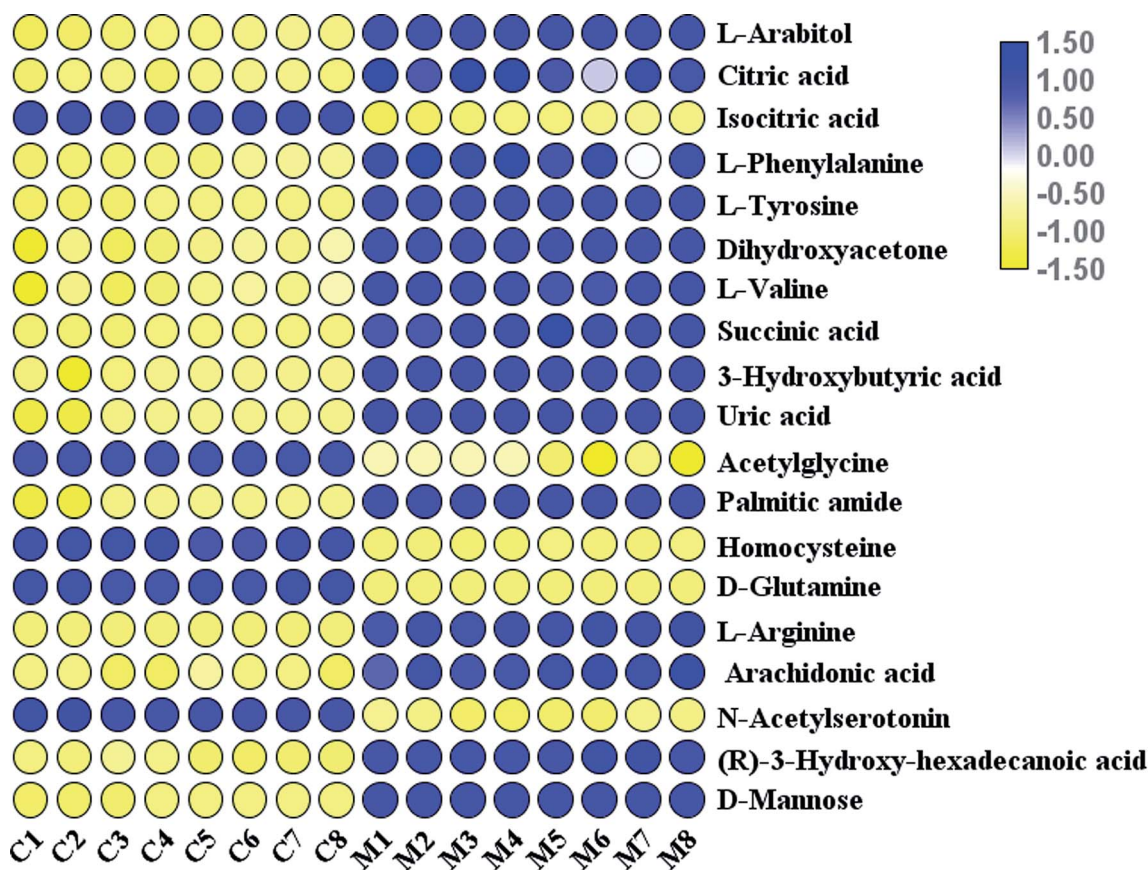 L-Arabitol
Citric acid
Isocitric acid
L-Phenylalanine
L-Tyrosine
Dihydroxyacetone
L-Valine
Succinic acid
3-Hydroxybutyric acid
Uric acid
Acetylglycine
Palmitic amide
Homocysteine
D-Glutamine
L-Arginine
Arachidonic acid
N-Acetylserotonin
(R)-3-Hydroxy-hexadecanoic acid
D-Mannose
1.50
1.00
0.50
0.00
-0.50
-1.00
-1.50
C1 C2 C3 C4 C5 C6 C7 C8 M1 M2 M3 M4 M5 M6 M7 M8